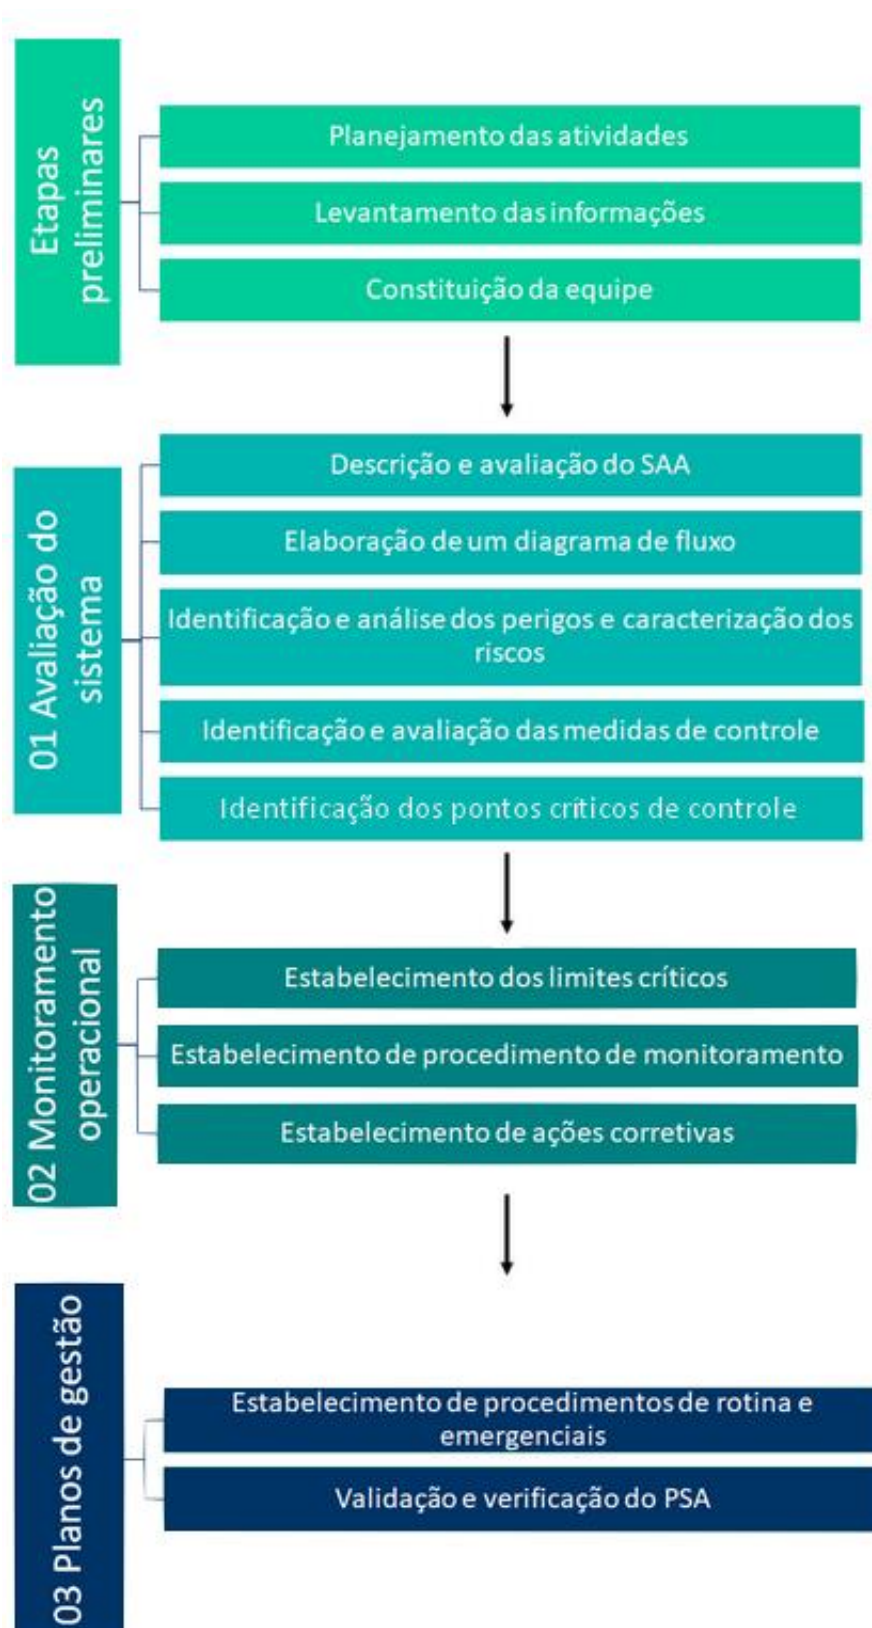 Etapas
preliminares
Planejamento das atividades
Levantamento das informações
Constituição da equipe
01 Avaliação do
sistema
Descrição e avaliação do SAA
Elaboração de um diagrama de fluxo
Identificação e análise dos perigos e caracterização dos
riscos
Identificação e avaliação das medidas de controle
Identificação dos pontos críticos de controle
02 Monitoramento
operacional
Estabelecimento dos limites críticos
Estabelecimento de procedimento de monitoramento
Estabelecimento de ações corretivas
03 Planos de gestão
Estabelecimento de procedimentos de rotina e
emergenciais
Validação e verificação do PSA